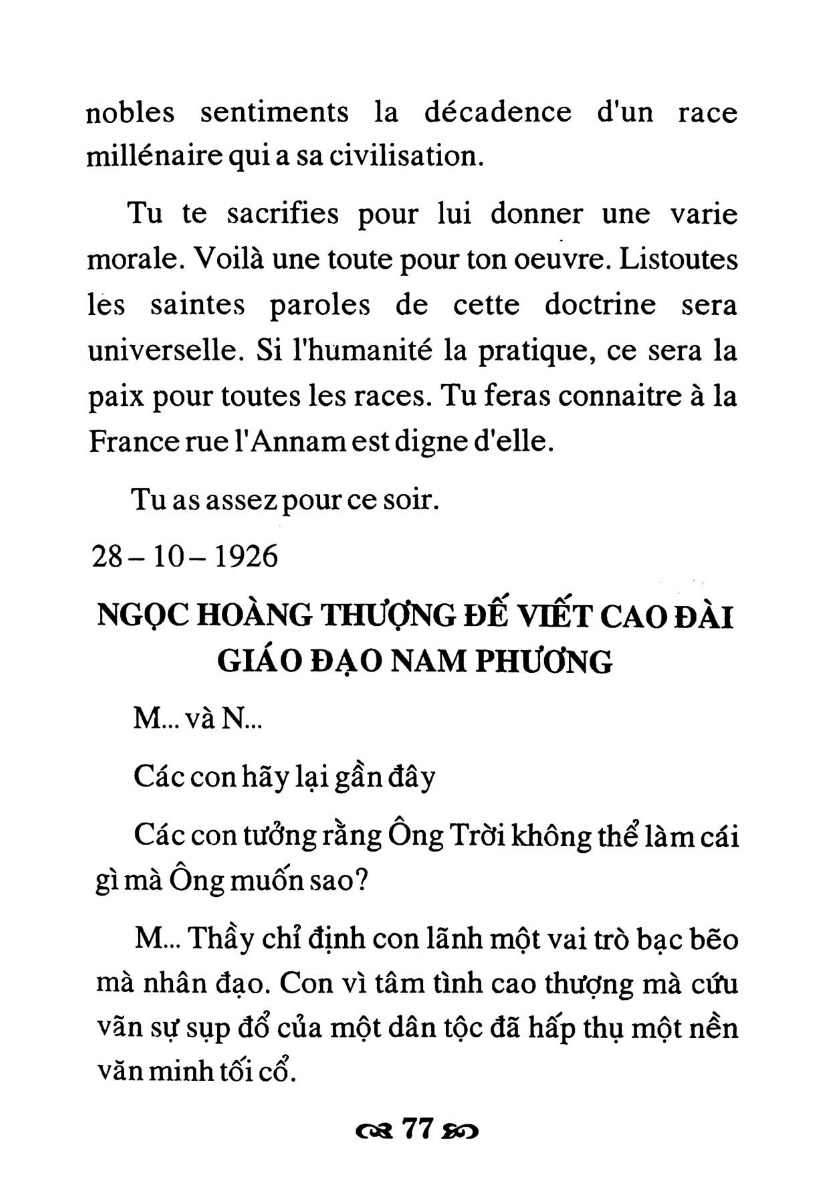 nobles sentiments la décadence d'un race
millénaire qui a sa civilisation.
Tu te sacrifies pour lui donner une varie
morale. Voilà une toute pour ton oeuvre. Listoutes
les saintes paroles de cette doctrine sera
universelle. Si l'humanité la pratique, ce sera la
paix pour toutes les races. Tu feras connaitre à la
France rue l'Annam est digne d'elle.
Tu as assez pour ce soir.
28 – 10 – 1926
NGỌC HOÀNG THƯỢNG ĐẾ VIẾT CAO ĐÀI
GIÁO ĐẠO NAM PHƯƠNG
M... và N...
Các con hãy lại gần đây
Các con tưởng rằng Ông Trời không thể làm cái
gì mà Ông muốn sao?
M... Thầy chỉ định con lãnh một vai trò bạc bẽo
mà nhân đạo. Con vì tâm tình cao thượng mà cứu
vãn sự sụp đổ của một dân tộc đã hấp thụ một nền
văn minh tối cổ.
77